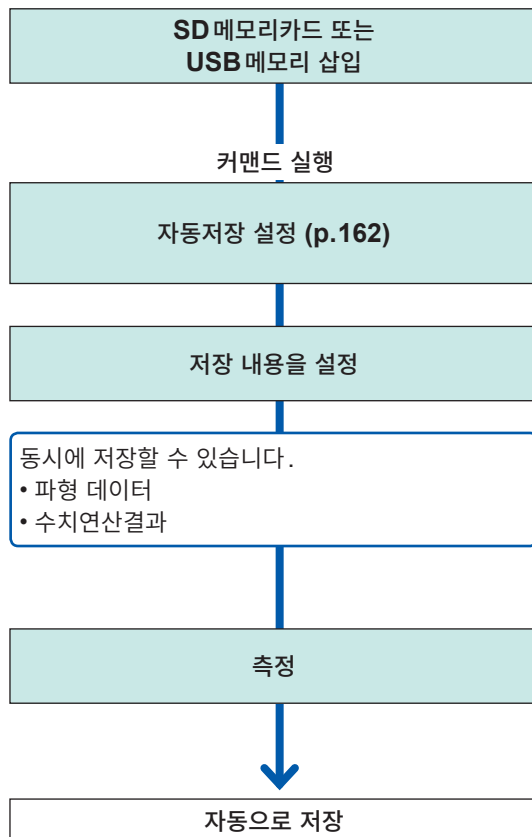 SD메모리카드 또는
USB메모리 삽입
커맨드 실행
자동저장 설정 (p.162)
저장 내용을 설정
동시에 저장할 수 있습니다.
• 파형 데이터
• 수치연산결과
측정
자동으로 저장